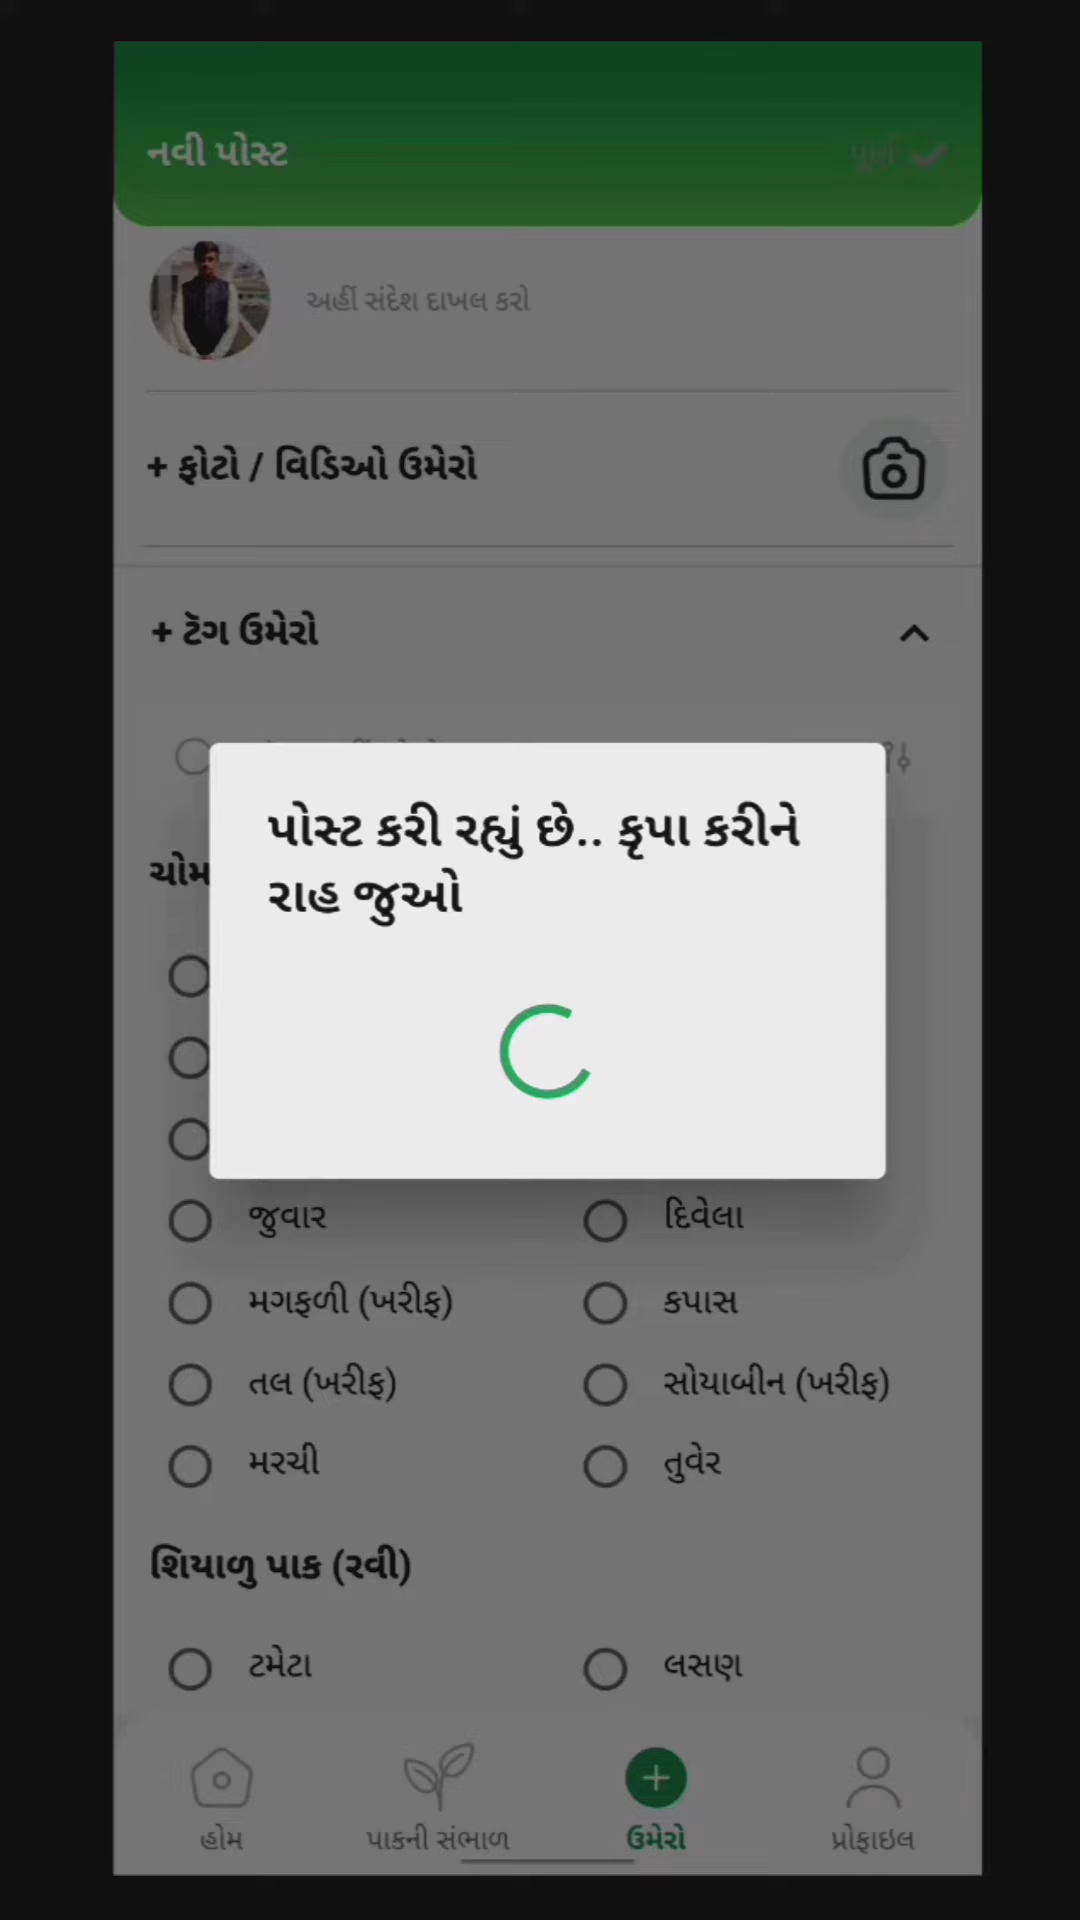 નવી પોસ્ટ
પૂર્ણ
અહીં સંદેશ દાખલ કરો
+ ફોટો / વિડિઓ ઉમેરો
+ ટૅગ ઉમેરો
પોસ્ટ કરી રહ્યું છે.. કૃપા કરીને
રાહ જુઓ
જુવાર
દિવેલા
મગફળી (ખરીફ)
કપાસ
તલ (ખરીફ)
સોયાબીન (ખરીફ)
મરચી
તુવેર
શિયાળુ પાક (રવી)
ટમેટા
લસણ
હોમ
પાકની સંભાળ
ઉમેરો
પ્રોફાઇલ